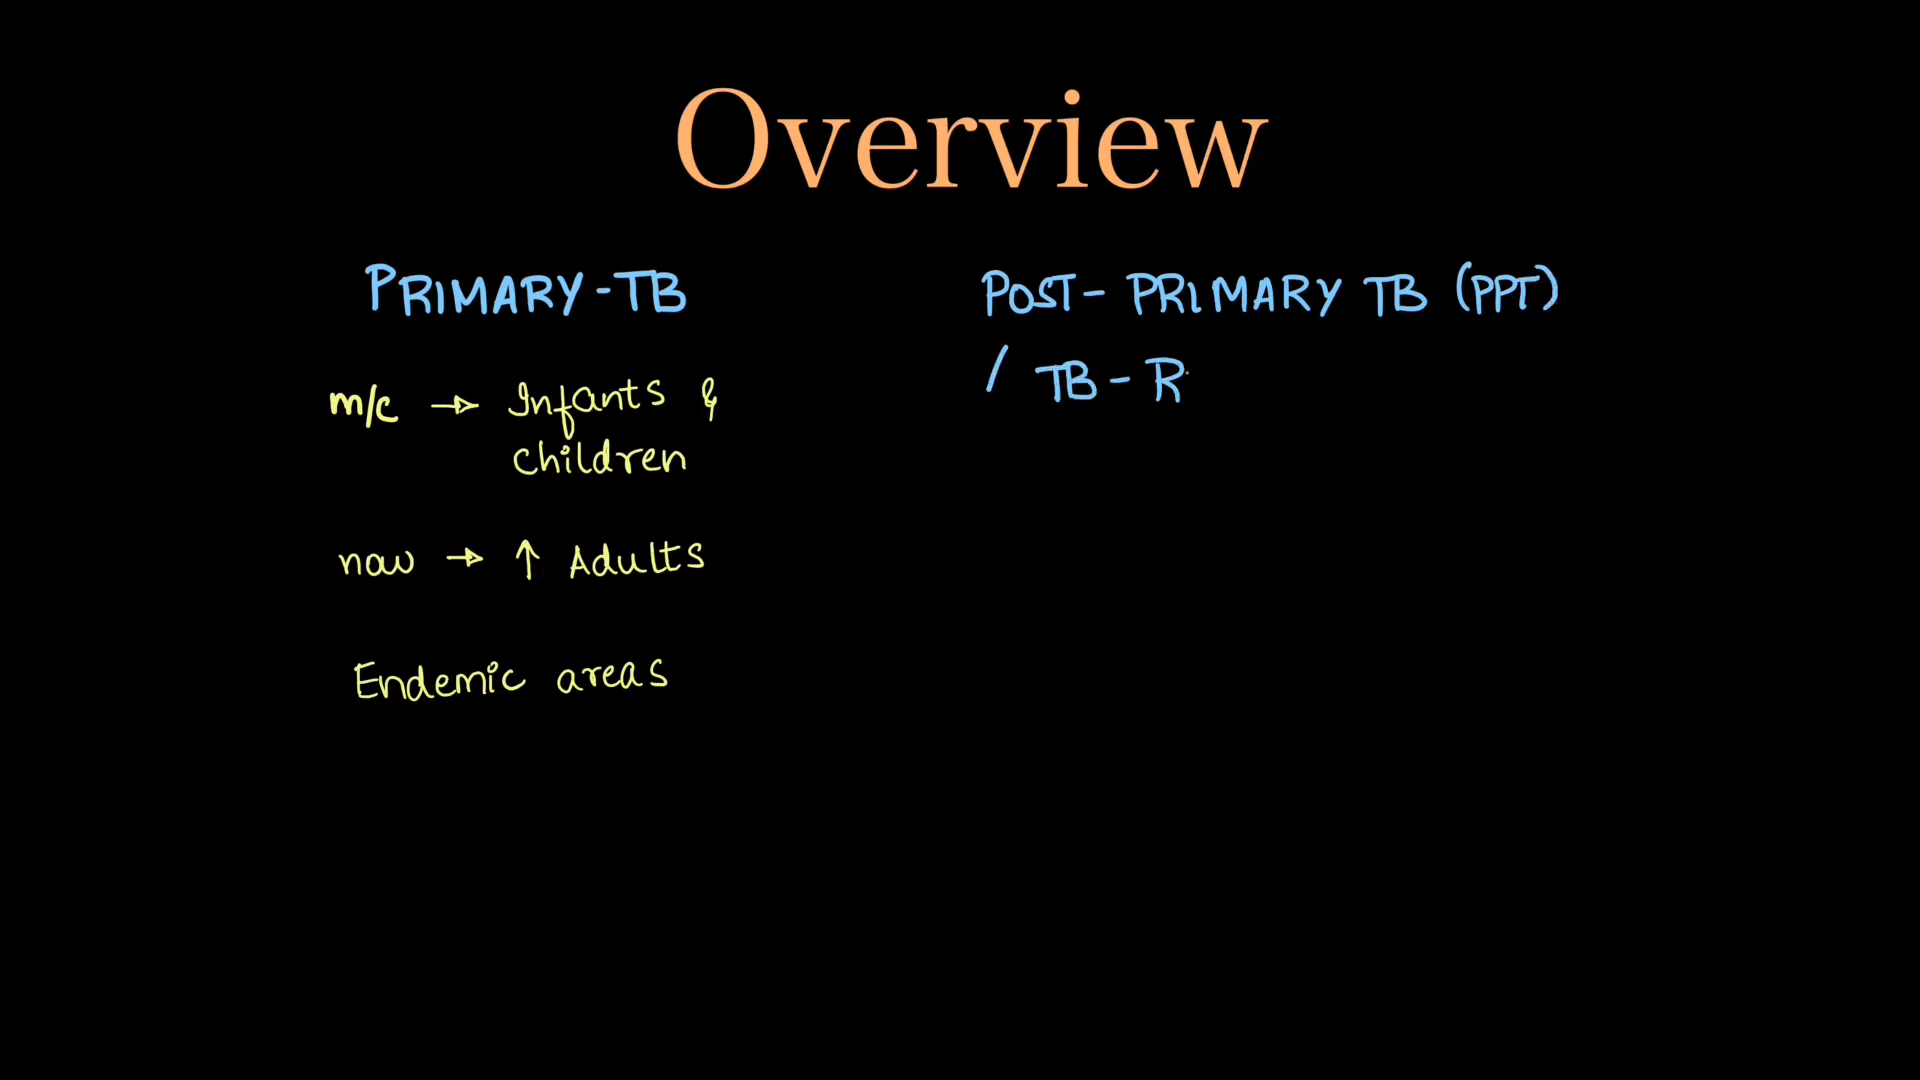 Overview
PRIMARY-TB
m/c → Infants &
children
now → ↑ Adults
Endemic areas
POST- PRIMARY TB (PPT)
/ TB - R